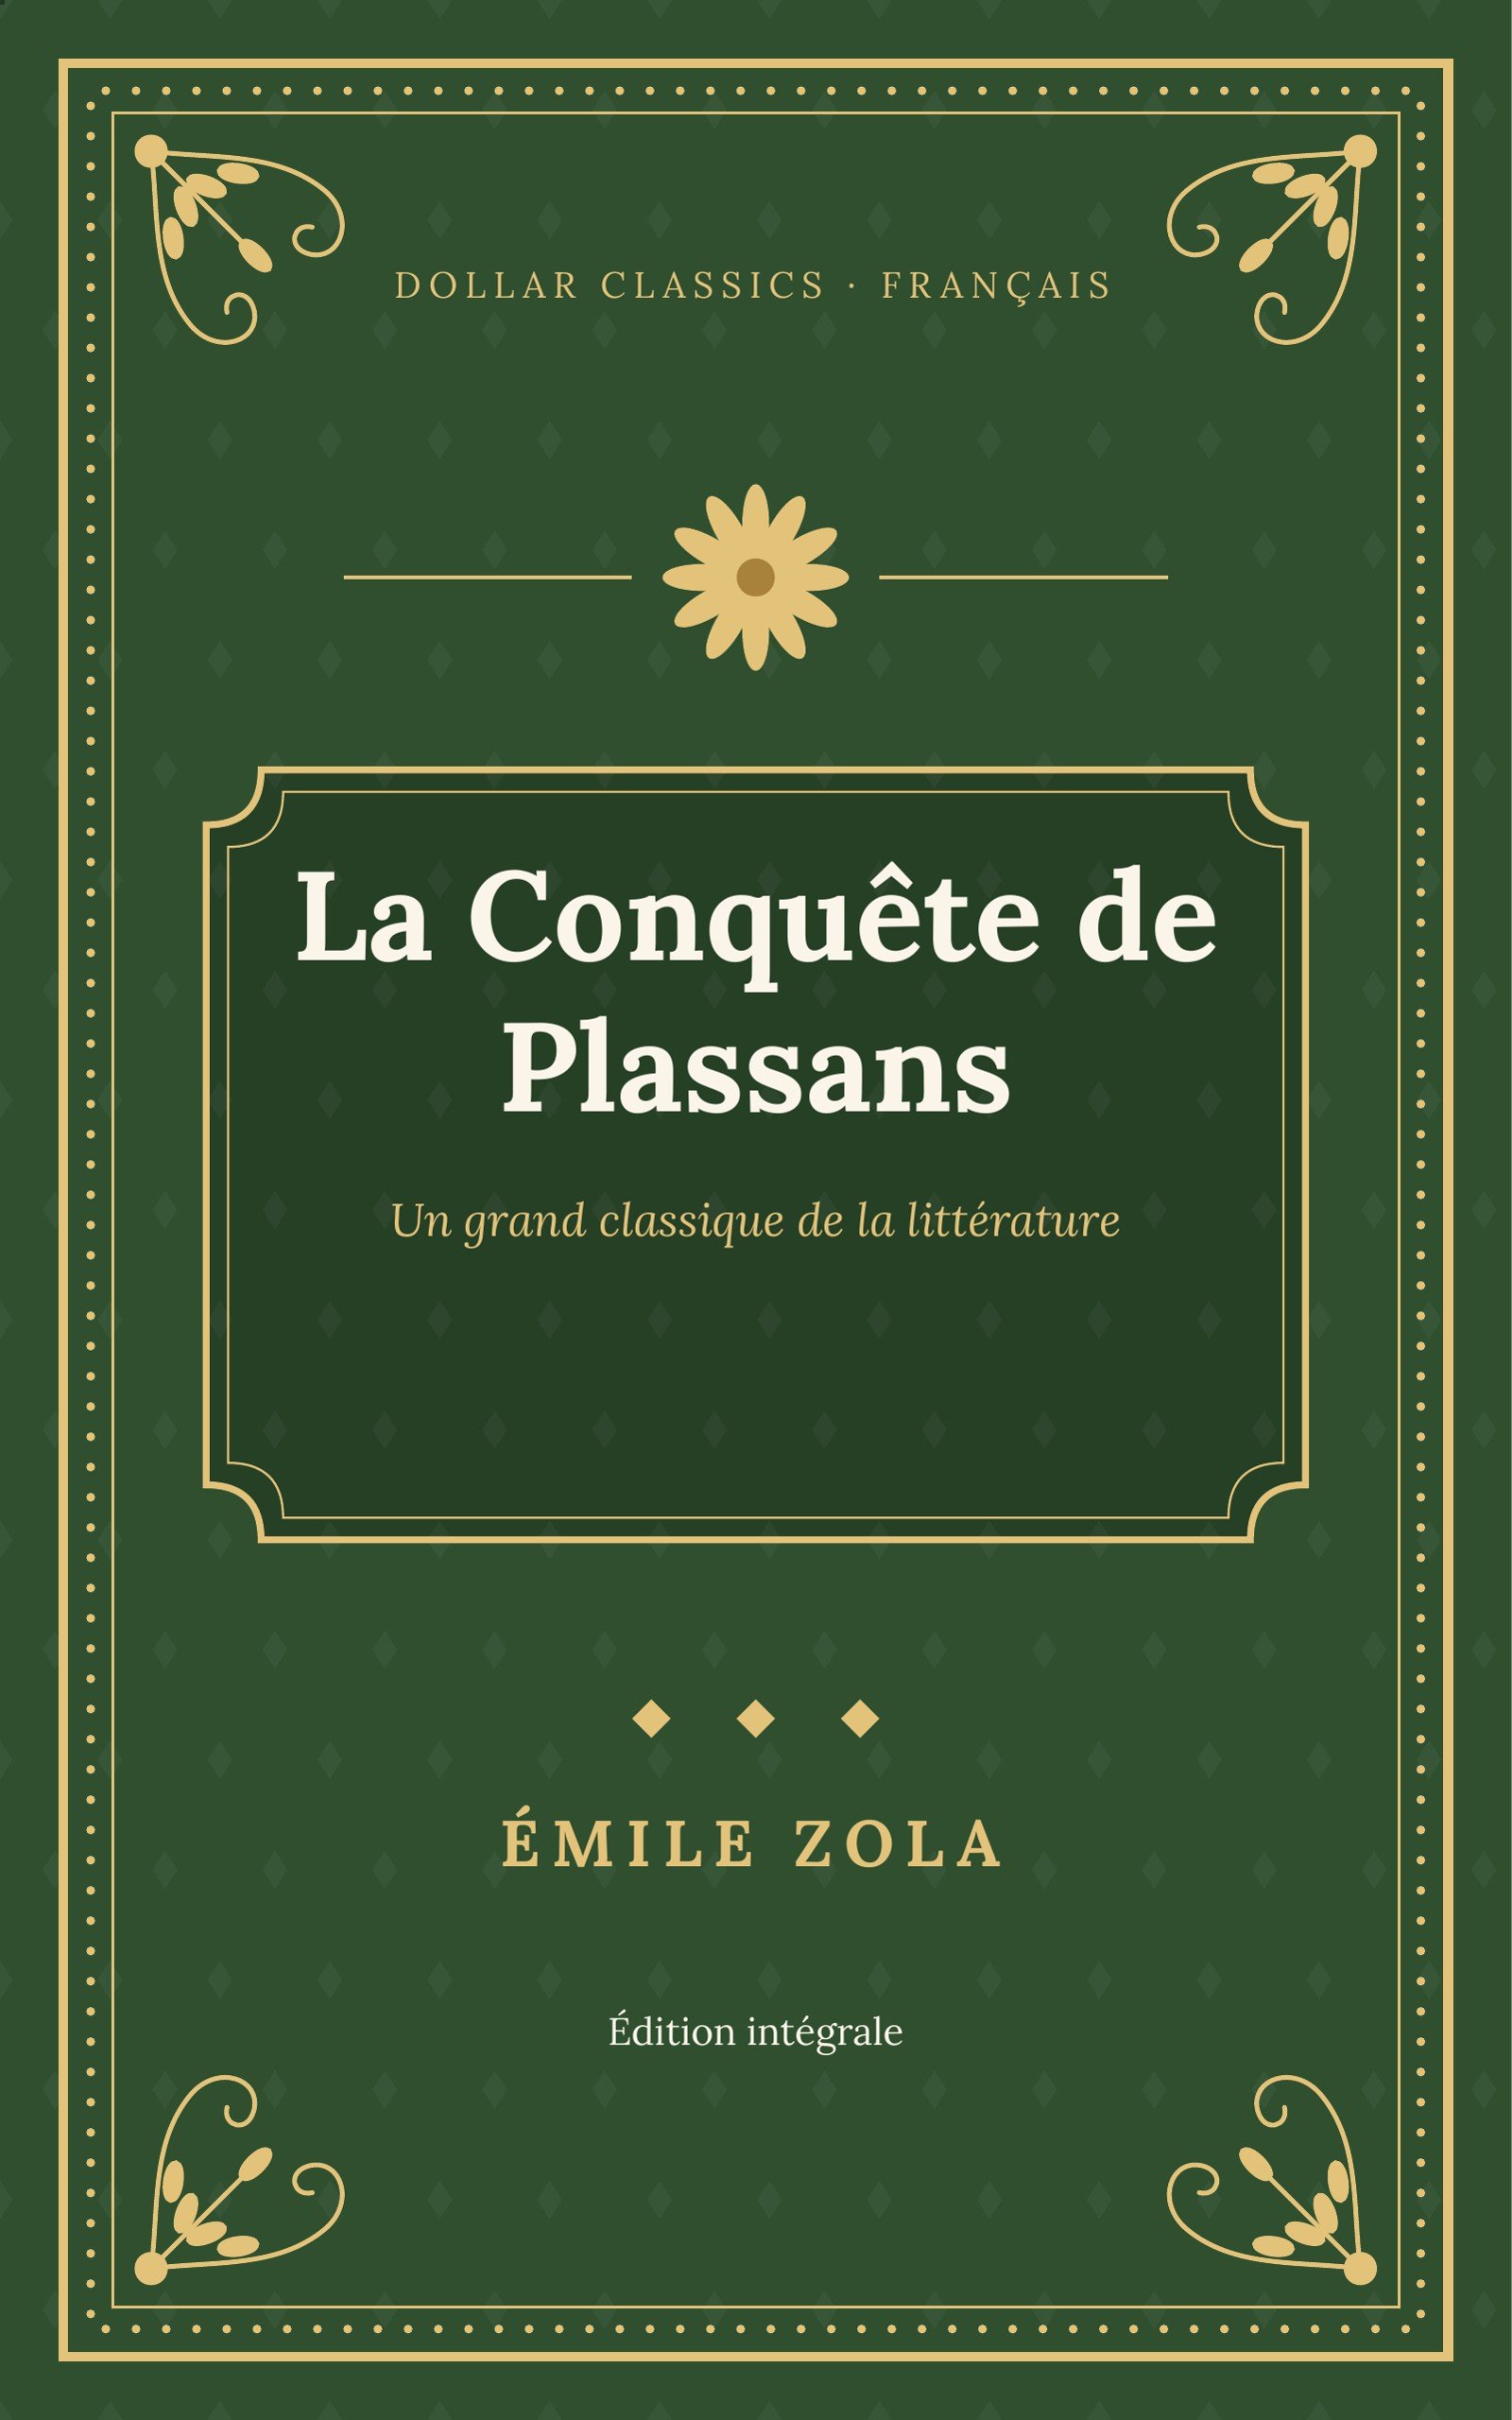 DOLLAR CLASSICS · FRANÇAIS
La Conquête de
Plassans
Un grand classique de la littérature
ÉMILE ZOLA
Édition intégrale